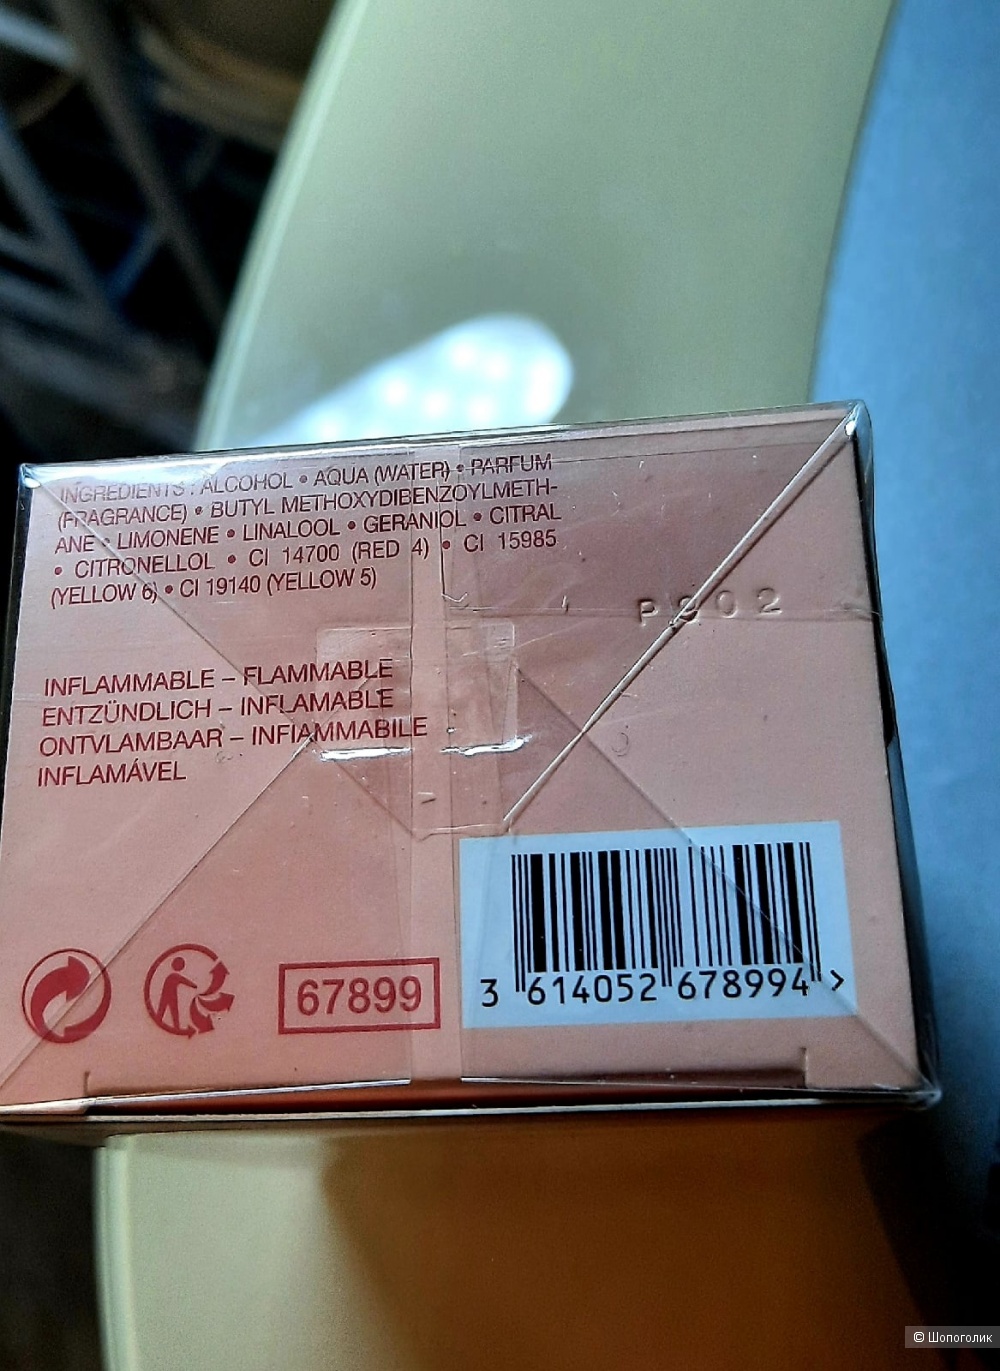 INGREDIENTS : ALCOHOL • AQUA (WATER) • PARFUM
(FRAGRANCE) • BUTYL METHOXYDIBENZOYLMETH-
ANE • LIMONENE • LINALOOL • GERANIOL • CITRAL
• CITRONELLOL • CI 14700 (RED 4) • CI 15985
(YELLOW 6) • CI 19140 (YELLOW 5)
P902
INFLAMMABLE – FLAMMABLE
ENTZÜNDLICH – INFLAMABLE
ONTVLAMBAAR – INFIAMMABILE
INFLAMÁVEL
67899
3 614052 678994 >
© Шопоголик